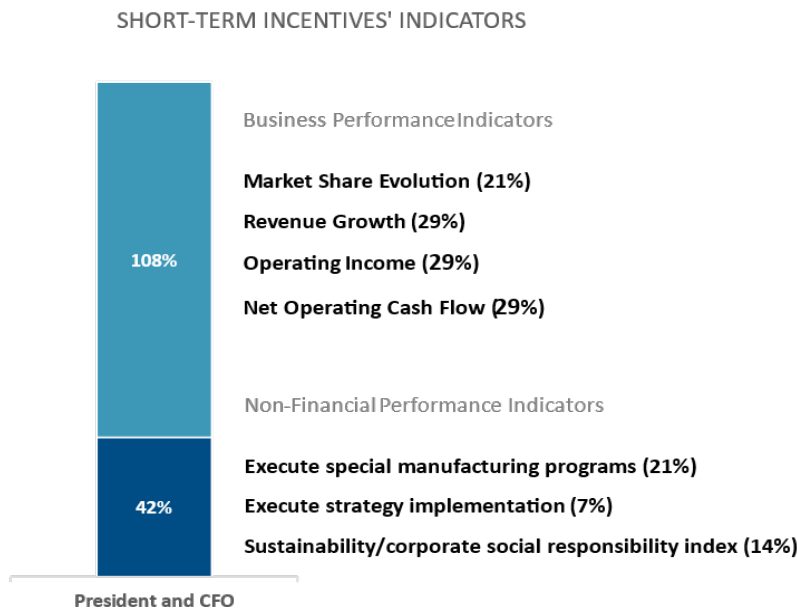 SHORT-TERM INCENTIVES' INDICATORS
Business Performance Indicators
Market Share Evolution (21%)
Revenue Growth (29%)
108%
Operating Income (29%)
Net Operating Cash Flow (29%)
Non-Financial Performance Indicators
Execute special manufacturing programs (21%)
42%
Execute strategy implementation (7%)
Sustainability/corporate social responsibility index (14%)
President and CFO